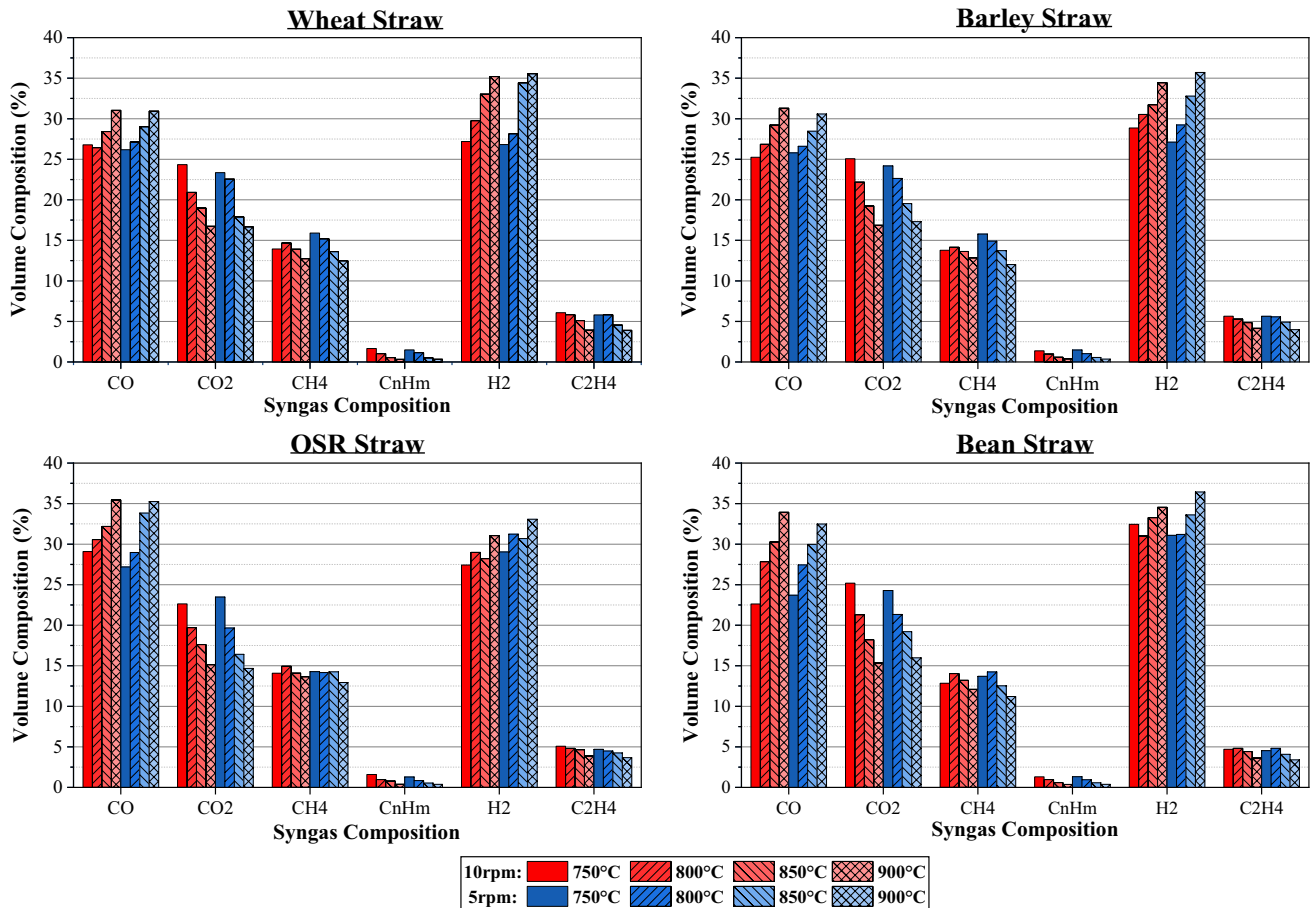 Wheat Straw
40
35
30
25
20
15
10
5
0
Volume Composition (%)
CO CO2 CH4 CnHm H2 C2H4
Syngas Composition
Barley Straw
40
35
30
25
20
15
10
5
0
Volume Composition (%)
CO CO2 CH4 CnHm H2 C2H4
Syngas Composition
OSR Straw
40
35
30
25
20
15
10
5
0
Volume Composition (%)
CO CO2 CH4 CnHm H2 C2H4
Syngas Composition
Bean Straw
40
35
30
25
20
15
10
5
0
Volume Composition (%)
CO CO2 CH4 CnHm H2 C2H4
Syngas Composition
10rpm: 750°C 800°C 850°C 900°C
5rpm: 750°C 800°C 850°C 900°C